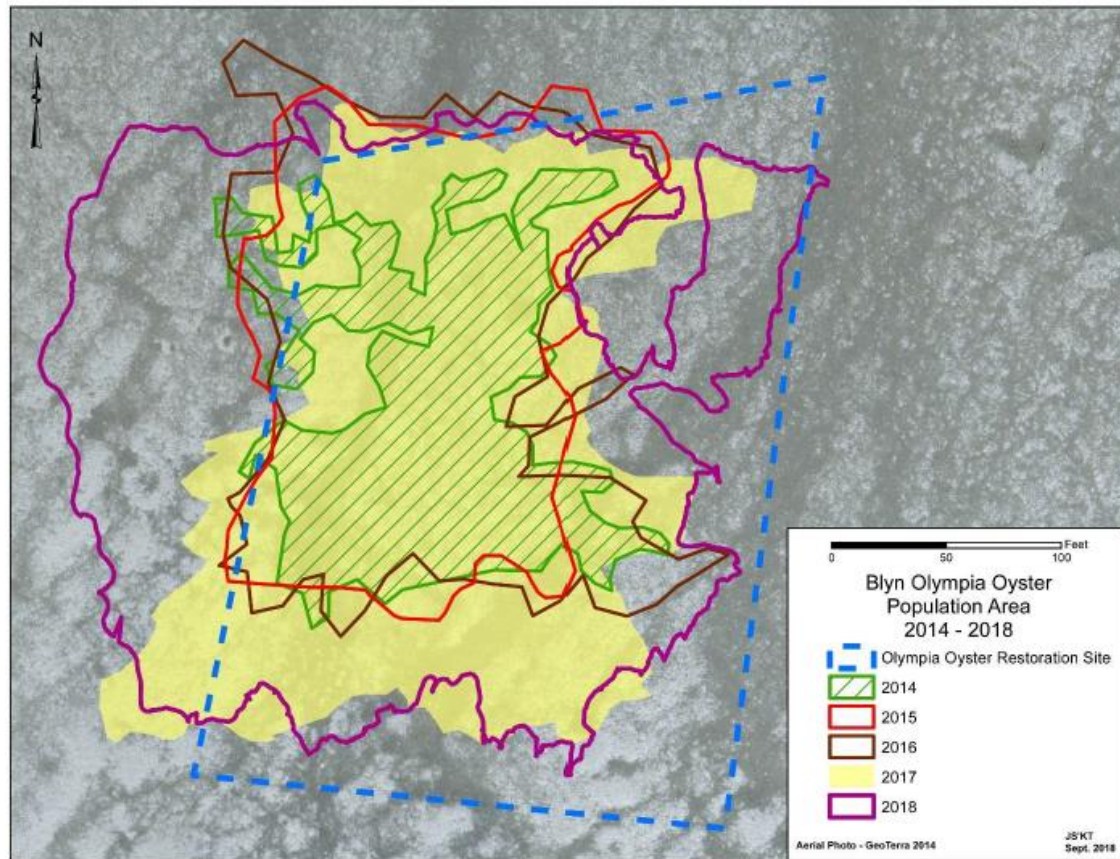 N
0
50
100
Feet
Blyn Olympia Oyster
Population Area
2014 - 2018
Olympia Oyster Restoration Site
2014
2015
2016
2017
2018
Aerial Photo - GeoTerra 2014
JS'KT
Sept. 2018